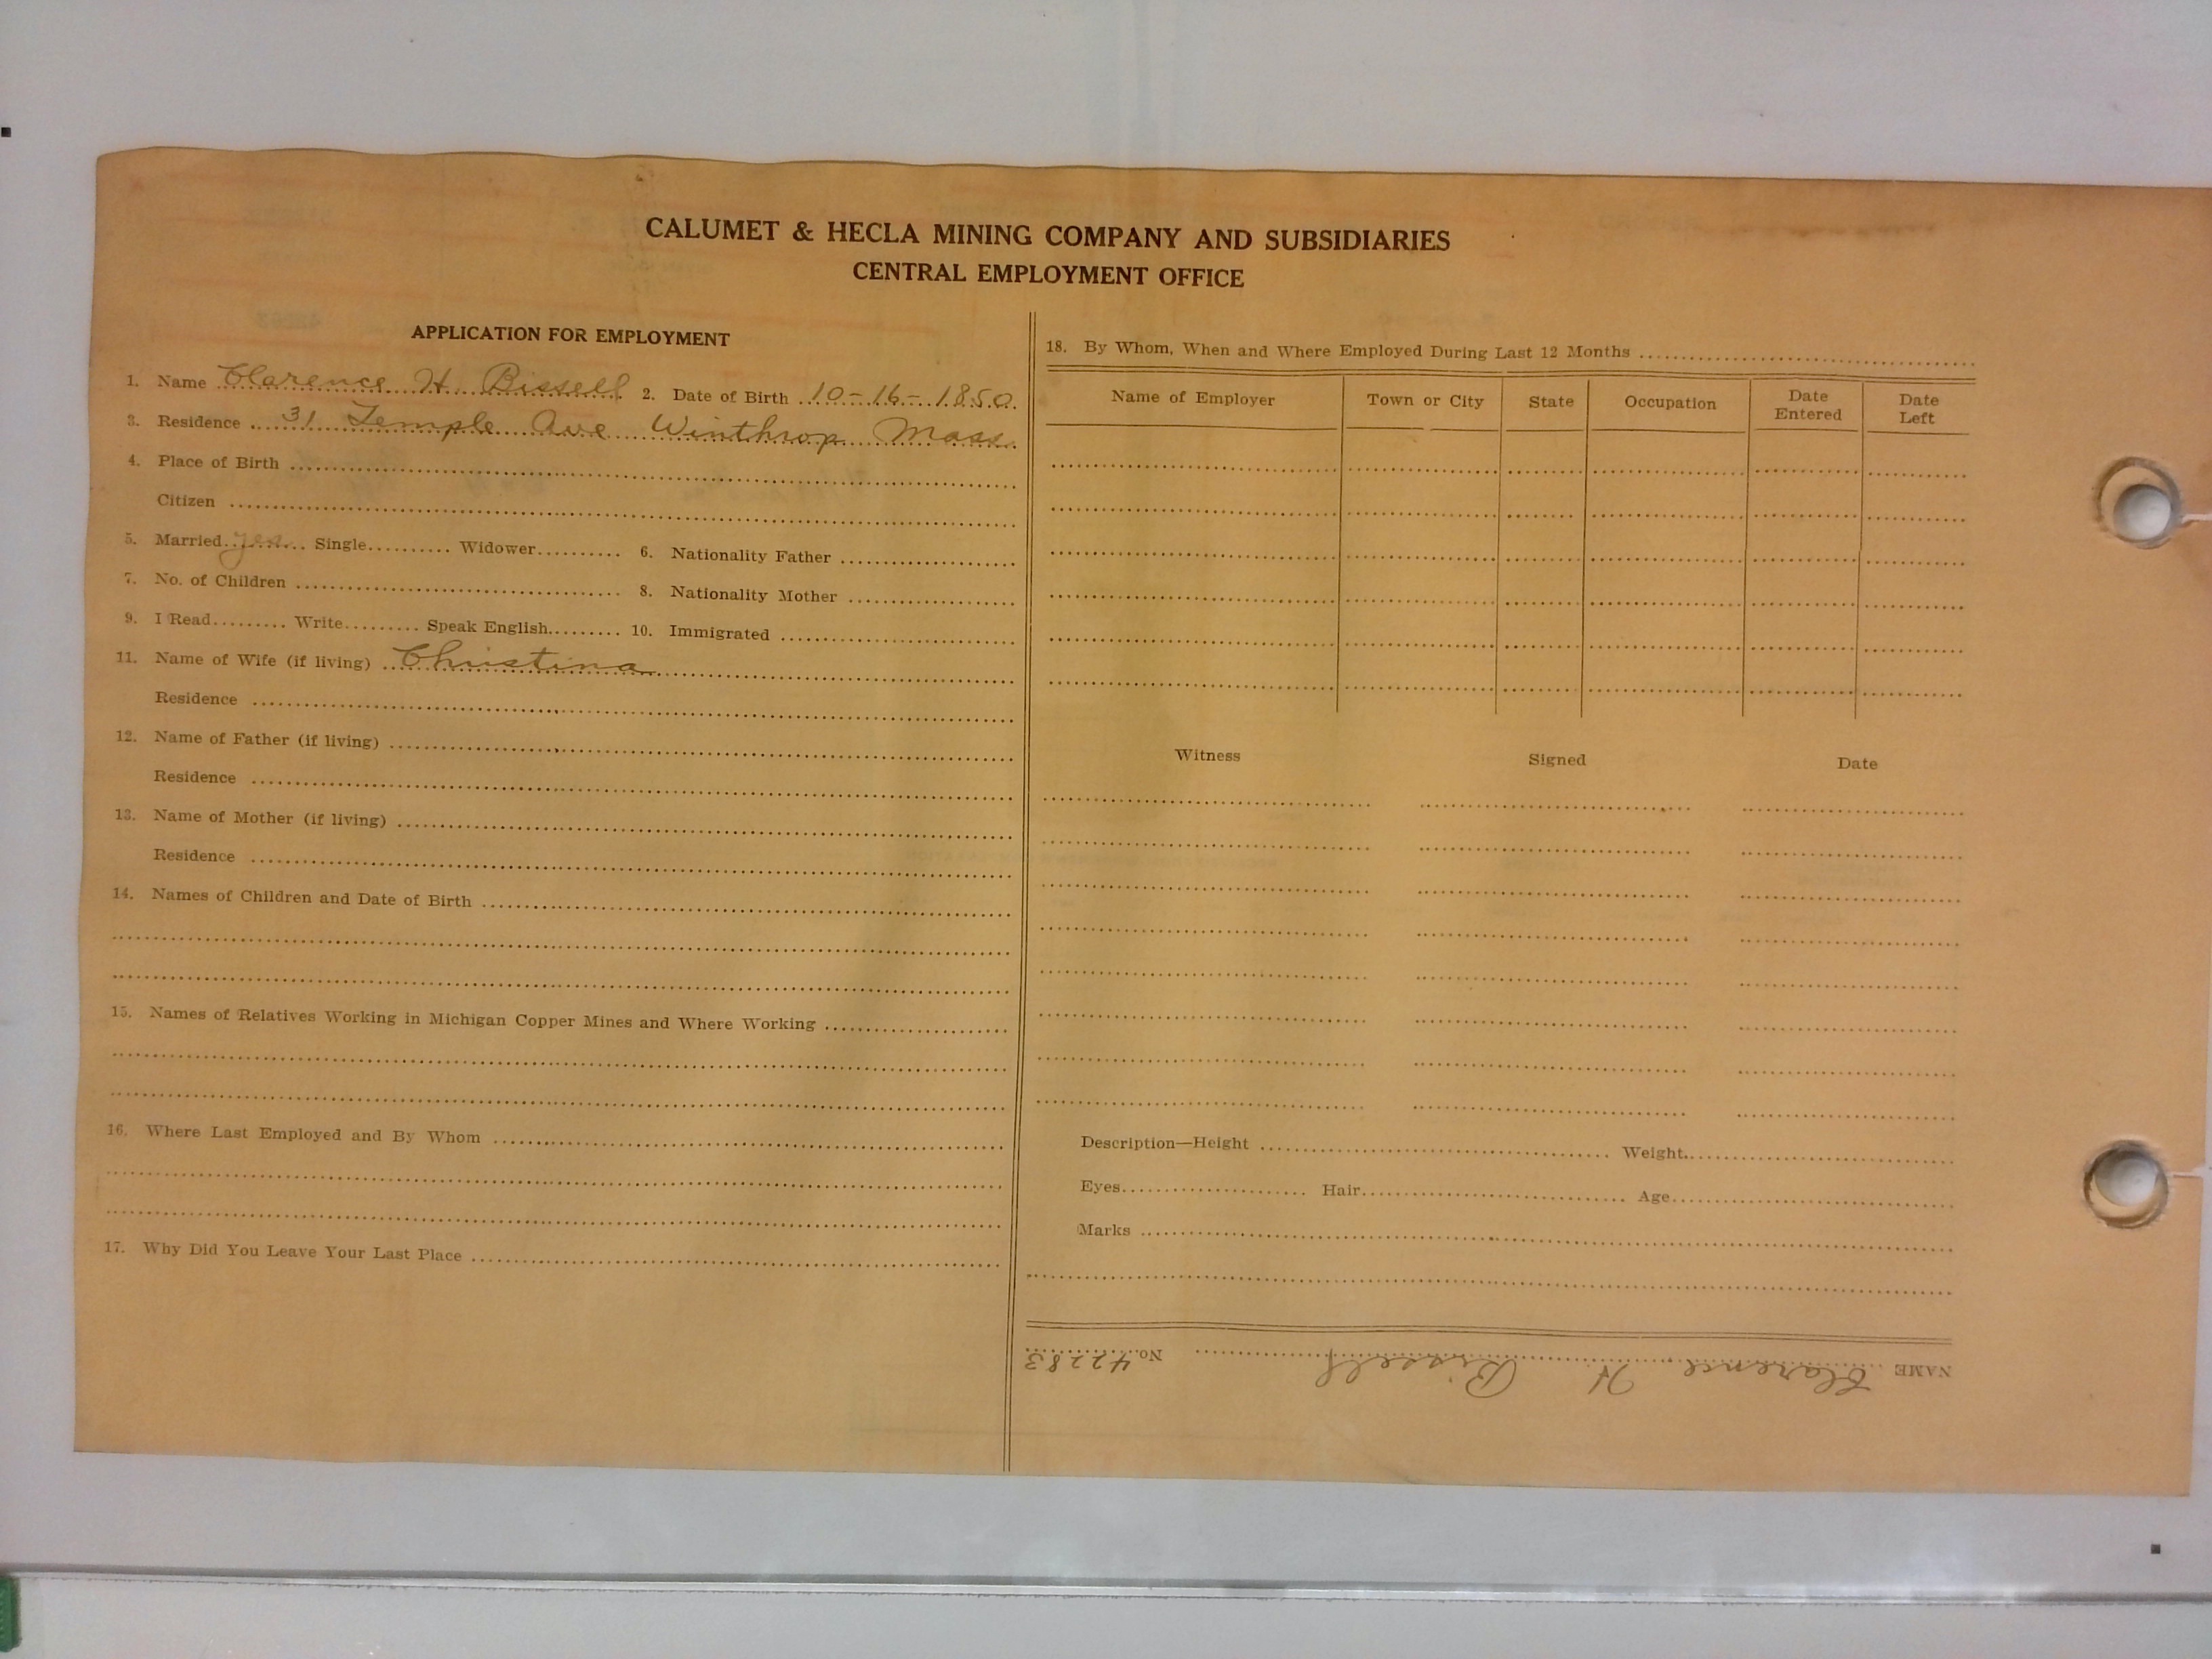 CALUMET & HECLA MINING COMPANY AND SUBSIDIARIES
CENTRAL EMPLOYMENT OFFICE
APPLICATION FOR EMPLOYMENT
1. Name Clarence H. Bissell 2. Date of Birth 10-16-1850
3. Residence 31 Temple Ave Winthrop Mass.
4. Place of Birth
Citizen
5. Married yes Single Widower 6. Nationality Father
7. No. of Children 8. Nationality Mother
9. I Read Write Speak English 10. Immigrated
11. Name of Wife (if living) Christina
Residence
12. Name of Father (if living)
Residence
13. Name of Mother (if living)
Residence
14. Names of Children and Date of Birth
15. Names of Relatives Working in Michigan Copper Mines and Where Working
16. Where Last Employed and By Whom
17. Why Did You Leave Your Last Place
18. By Whom, When and Where Employed During Last 12 Months
Name of Employer Town or City State Occupation Date Entered Date Left
Witness Signed Date
Description—Height Weight
Eyes Hair Age
Marks
NAME Clarence H Bissell No. 42283